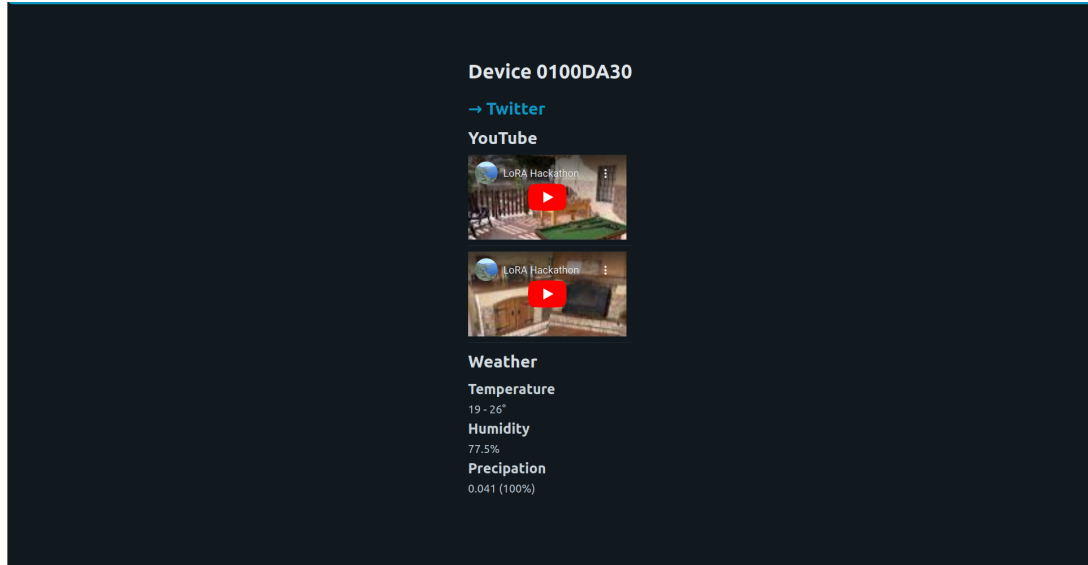 Device 0100DA30
→ Twitter
YouTube
LoRA Hackathon
LoRA Hackathon
Weather
Temperature
19 - 26°
Humidity
77.5%
Precipation
0.041 (100%)